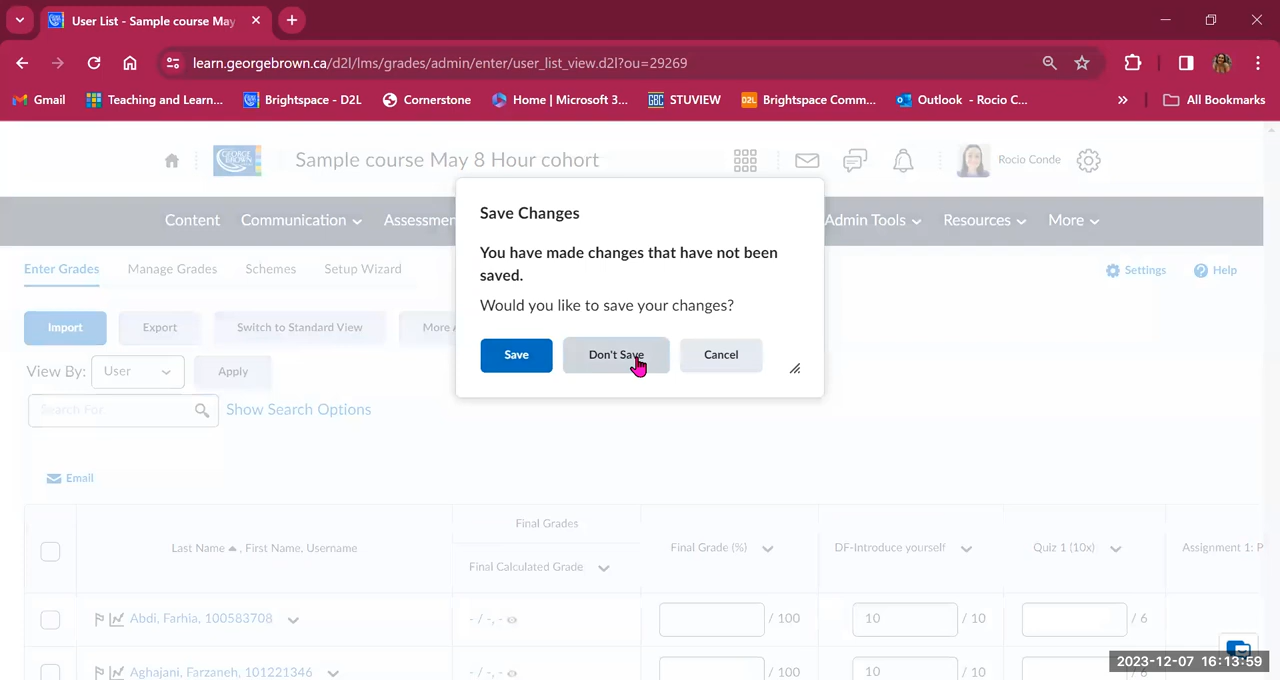 User List - Sample course May
learn.georgebrown.ca/d2l/lms/grades/admin/enter/user_list_view.d2l?ou=29269
Gmail
Teaching and Learn...
Brightspace - D2L
Cornerstone
Home | Microsoft 3...
GBC STUVIEW
D2L Brightspace Comm...
Outlook - Rocio C...
All Bookmarks
GEORGE BROWN
Sample course May 8 Hour cohort
Rocio Conde
Content
Communication
Assessmen
Admin Tools
Resources
More
Save Changes
You have made changes that have not been
saved.
Would you like to save your changes?
Save
Don't Save
Cancel
Enter Grades
Manage Grades
Schemes
Setup Wizard
Settings
Help
Import
Export
Switch to Standard View
More A
View By:
User
Apply
Search For
Show Search Options
Email
Last Name , First Name, Username
Final Grades
Final Calculated Grade
Final Grade (%)
DF-Introduce yourself
Quiz 1 (10x)
Assignment 1: P
Abdi, Farhia, 100583708
- / -, -
/ 100
10
/ 10
/ 6
Aghajani, Farzaneh, 101221346
- / -, -
/ 100
10
/ 10
/ 6
2023-12-07 16:13:59